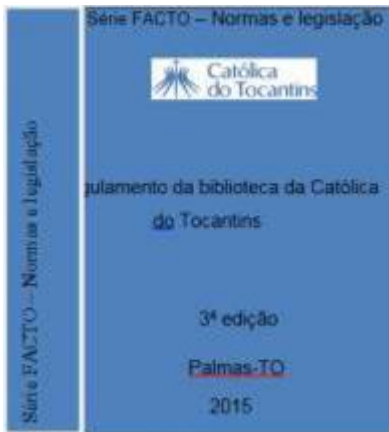 Série FACTO – Normas e legislação
Católica
do Tocantins
gulamento da biblioteca da Católica
do Tocantins
3ª edição
Palmas-TO
2015
Série FACTO – Normas e legislação